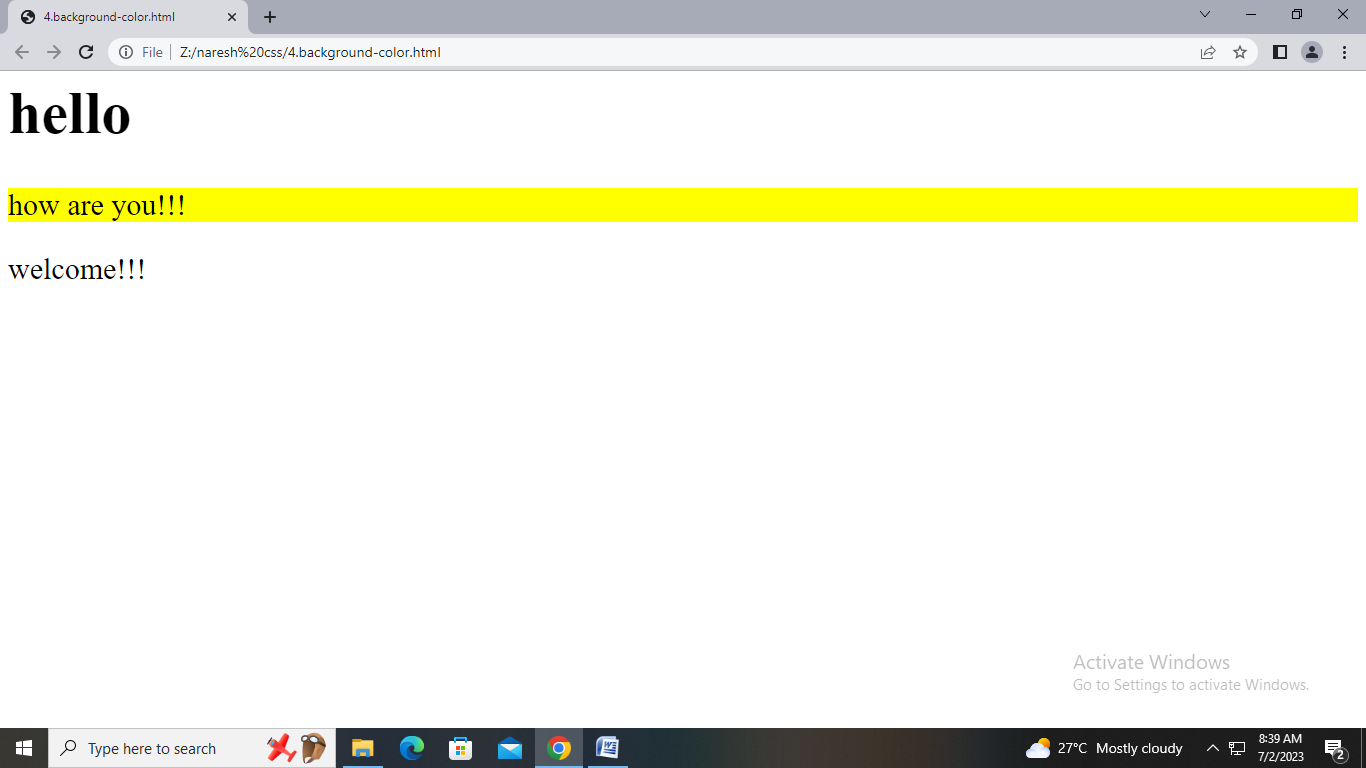 4.background-color.html
File
Z:/naresh%20css/4.background-color.html
hello
how are you!!!
welcome!!!
Activate Windows
Go to Settings to activate Windows.
Type here to search
27°C Mostly cloudy
8:39 AM
7/2/2023
2